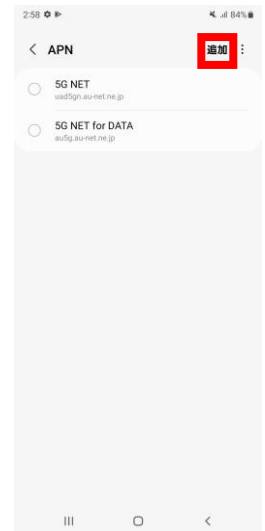 2:58
84%
APN
追加
5G NET
uad5gn.au-net.ne.jp
5G NET for DATA
au5g.au-net.ne.jp